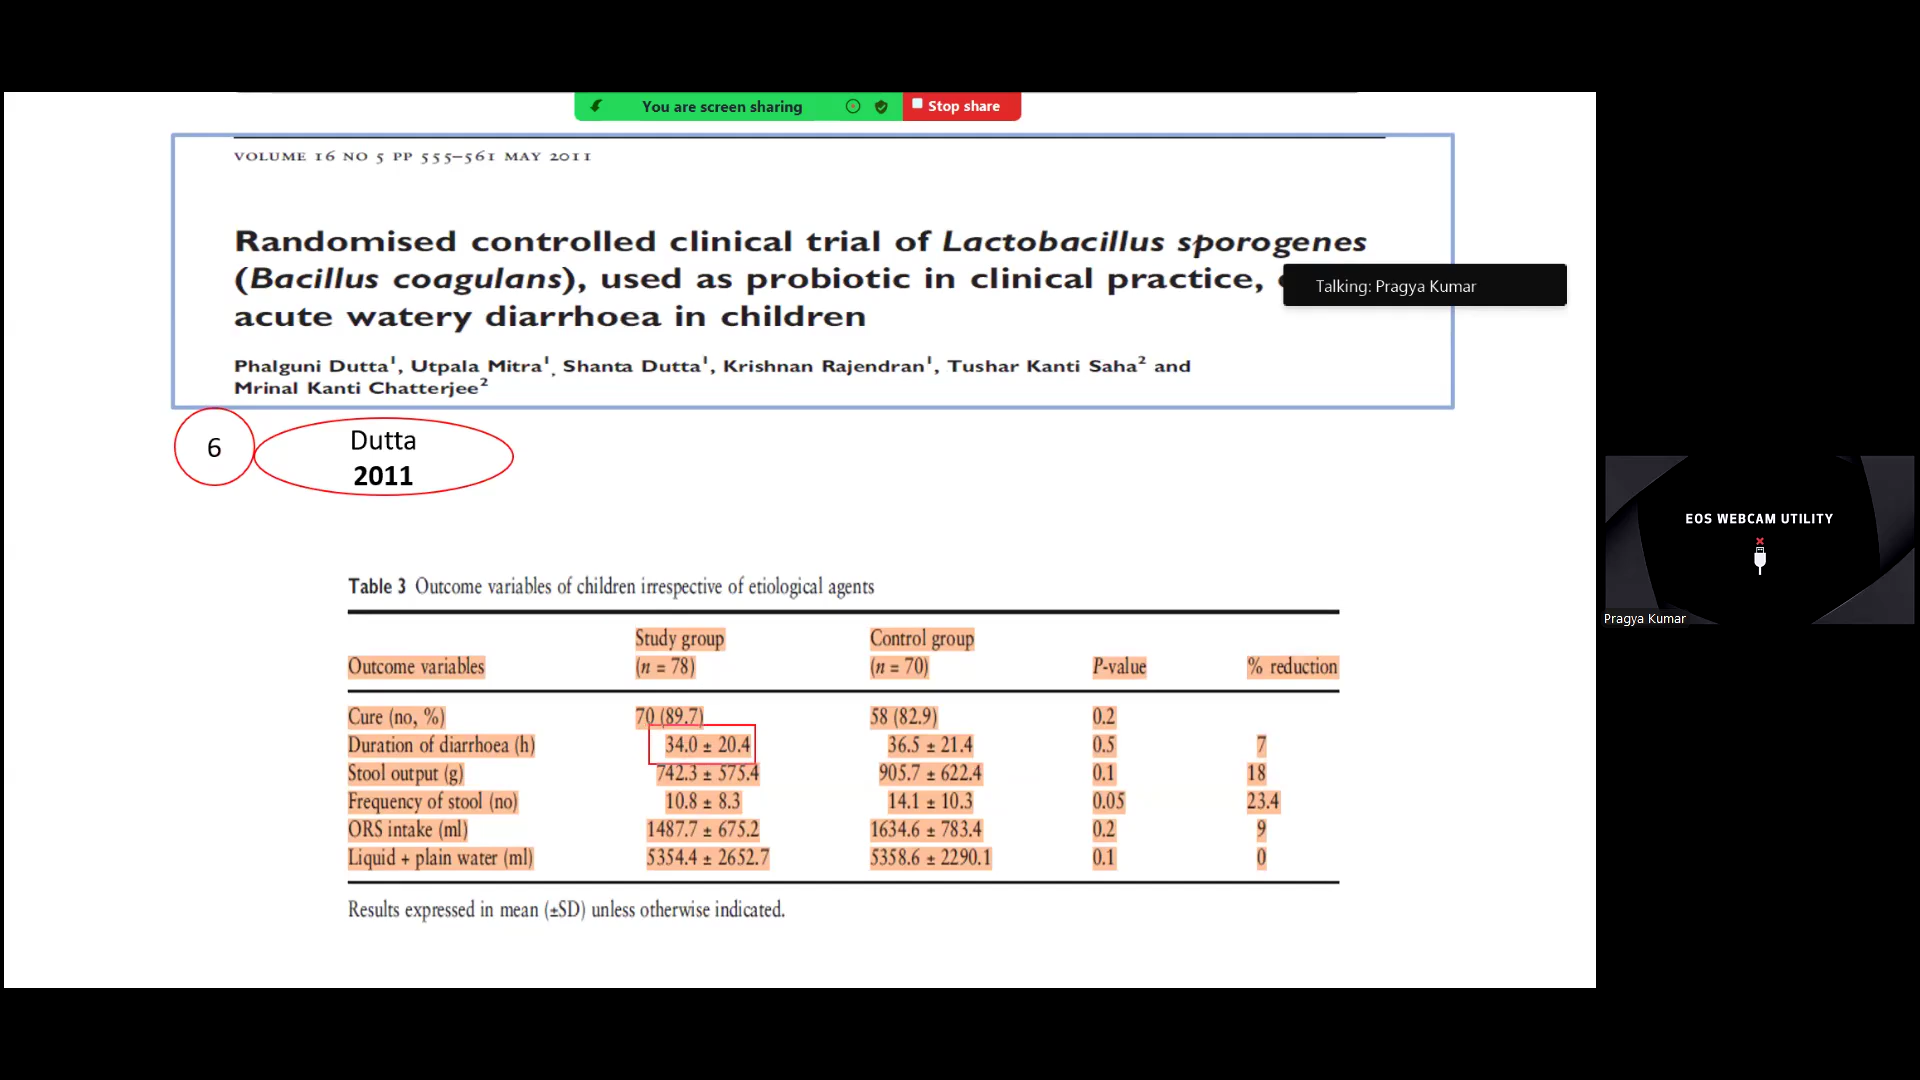 You are screen sharing Stop share
VOLUME 16 NO 5 PP 555–561 MAY 2011
Randomised controlled clinical trial of Lactobacillus sporogenes
(Bacillus coagulans), used as probiotic in clinical practice,
acute watery diarrhoea in children
Talking: Pragya Kumar
Phalguni Dutta1, Utpala Mitra1, Shanta Dutta1, Krishnan Rajendran1, Tushar Kanti Saha2 and
Mrinal Kanti Chatterjee2
6
Dutta
2011
Table 3 Outcome variables of children irrespective of etiological agents
Outcome variables Study group (n = 78) Control group (n = 70) P-value % reduction
Cure (no, %) 70 (89.7) 58 (82.9) 0.2
Duration of diarrhoea (h) 34.0 ± 20.4 36.5 ± 21.4 0.5 7
Stool output (g) 742.3 ± 575.4 905.7 ± 622.4 0.1 18
Frequency of stool (no) 10.8 ± 8.3 14.1 ± 10.3 0.05 23.4
ORS intake (ml) 1487.7 ± 675.2 1634.6 ± 783.4 0.2 9
Liquid + plain water (ml) 5354.4 ± 2652.7 5358.6 ± 2290.1 0.1 0
Results expressed in mean (±SD) unless otherwise indicated.
EOS WEBCAM UTILITY
Pragya Kumar